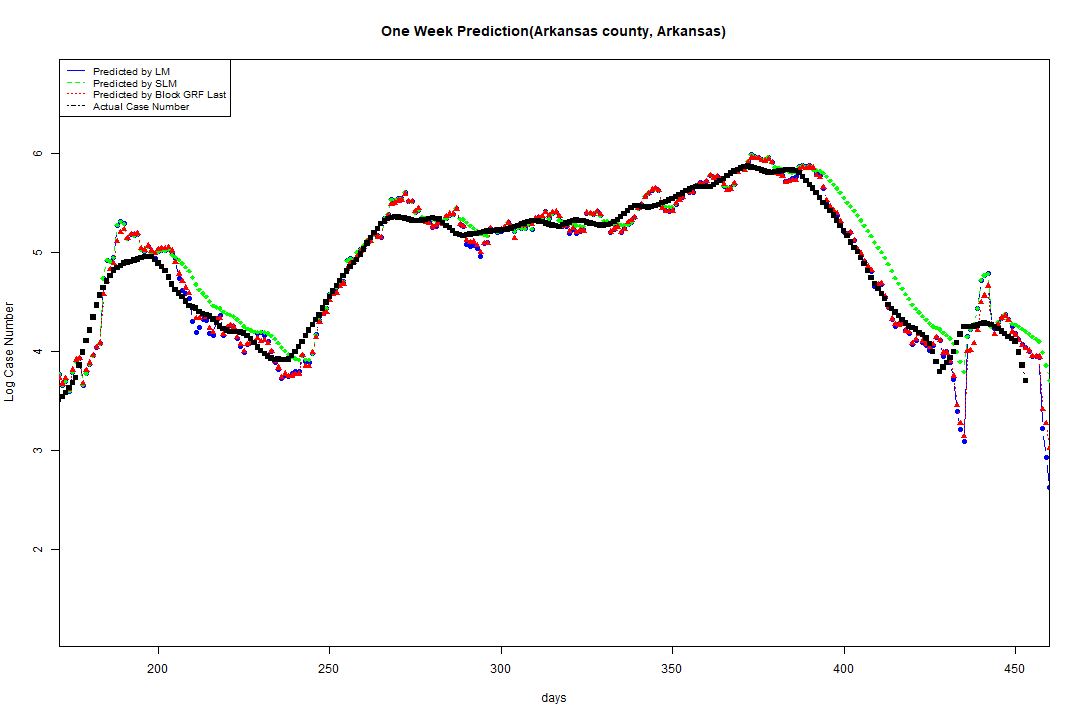 One Week Prediction(Arkansas county, Arkansas)
Predicted by LM
Predicted by SLM
Predicted by Block GRF Last
Actual Case Number
6
5
4
3
2
Log Case Number
200 250 300 350 400 450
days